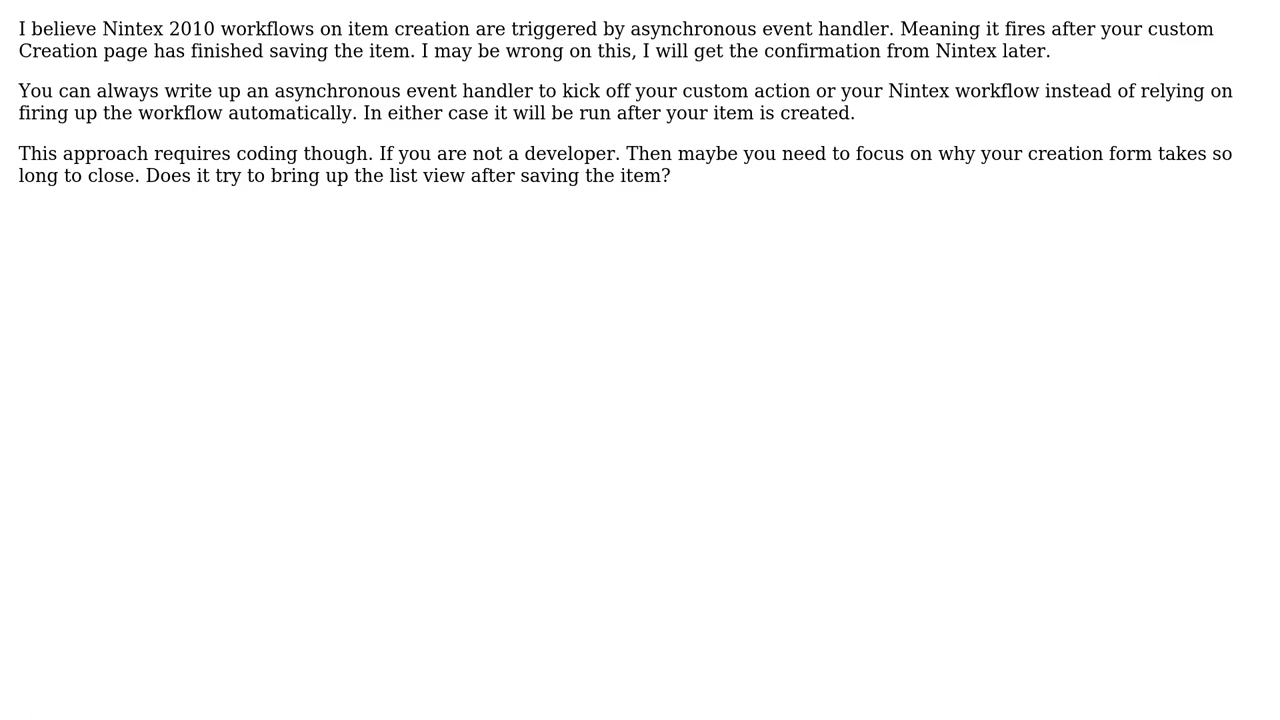 I believe Nintex 2010 workflows on item creation are triggered by asynchronous event handler. Meaning it fires after your custom
Creation page has finished saving the item. I may be wrong on this, I will get the confirmation from Nintex later.
You can always write up an asynchronous event handler to kick off your custom action or your Nintex workflow instead of relying on
firing up the workflow automatically. In either case it will be run after your item is created.
This approach requires coding though. If you are not a developer. Then maybe you need to focus on why your creation form takes so
long to close. Does it try to bring up the list view after saving the item?